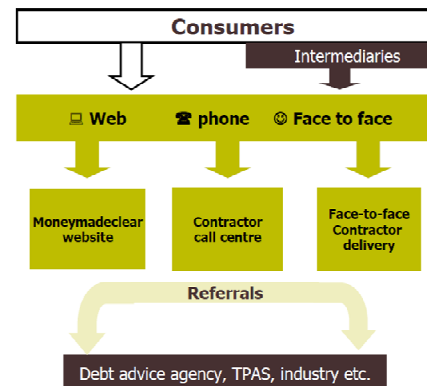 Consumers
Intermediaries
Web phone Face to face
Moneymadeclear
website
Contractor
call centre
Face-to-face
Contractor
delivery
Referrals
Debt advice agency, TPAS, industry etc.